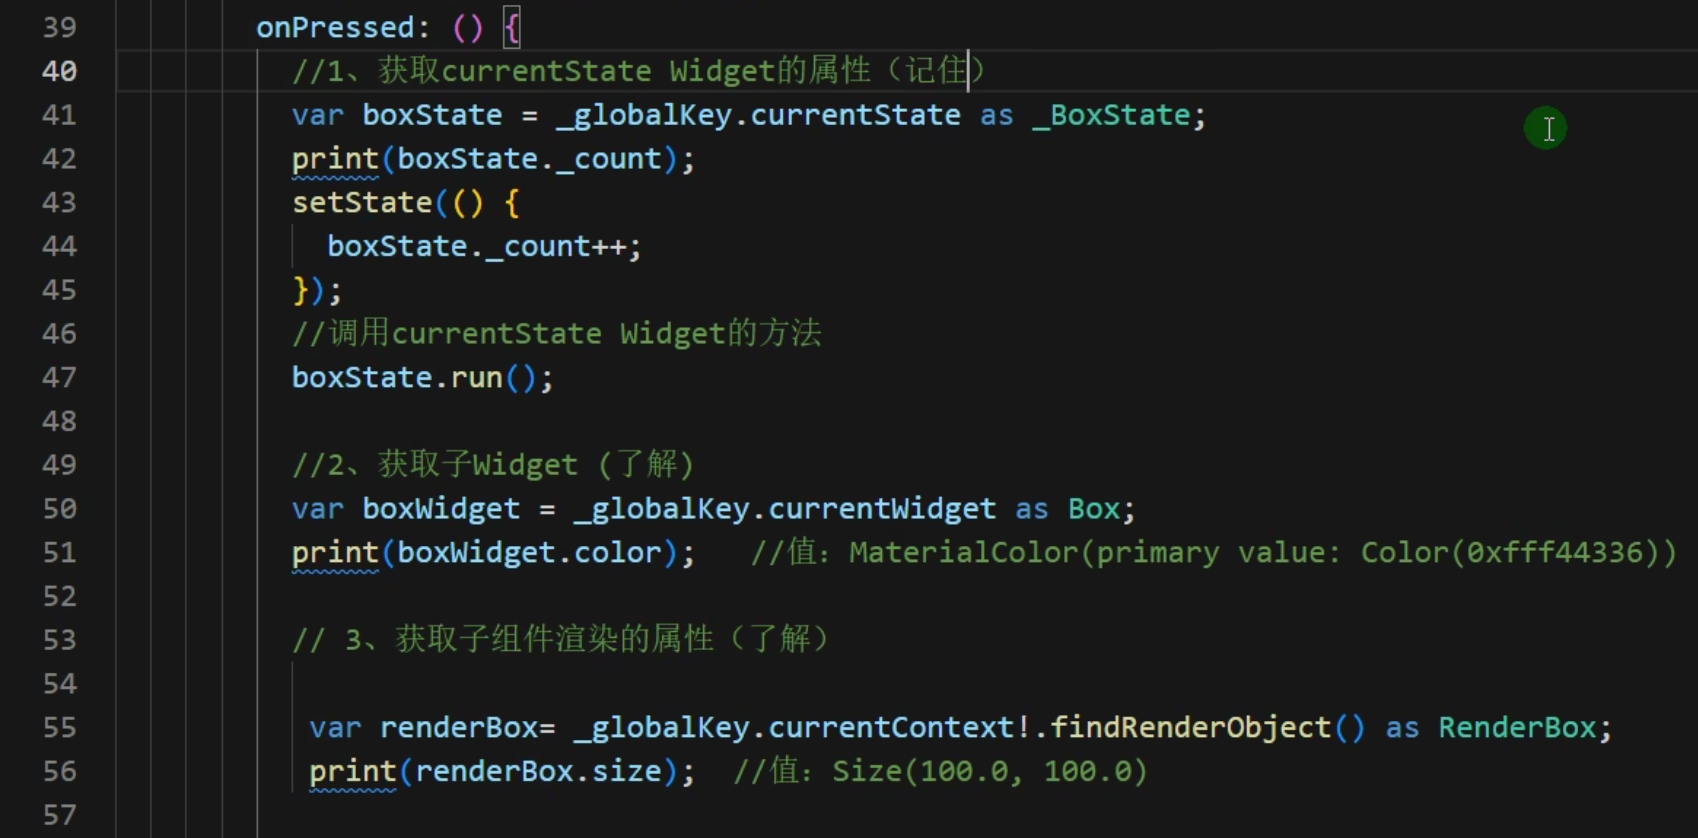 39 onPressed: () {
40 //1、获取currentState Widget的属性（记住）
41 var boxState = _globalKey.currentState as _BoxState;
42 print(boxState._count);
43 setState(() {
44 boxState._count++;
45 });
46 //调用currentState Widget的方法
47 boxState.run();
48
49 //2、获取子Widget (了解)
50 var boxWidget = _globalKey.currentWidget as Box;
51 print(boxWidget.color); //值：MaterialColor(primary value: Color(0xfff44336))
52
53 // 3、获取子组件渲染的属性（了解）
54
55 var renderBox= _globalKey.currentContext!.findRenderObject() as RenderBox;
56 print(renderBox.size); //值：Size(100.0, 100.0)
57